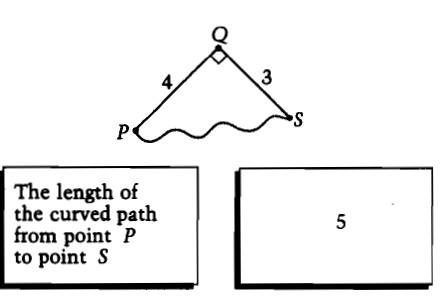 Q
4
3
P
S
The length of
the curved path
from point P
to point S
5